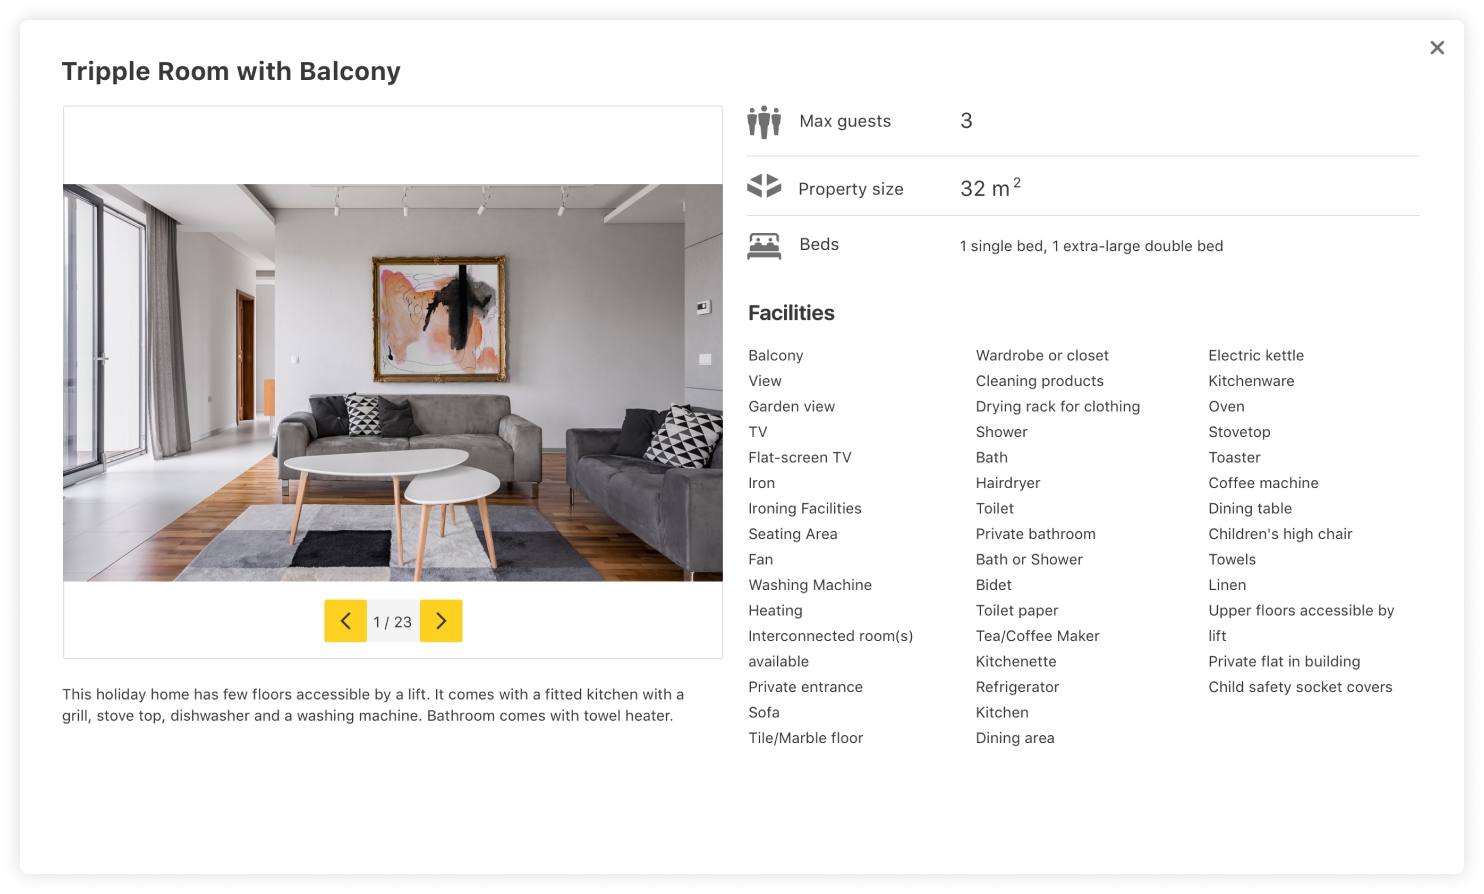 Tripple Room with Balcony
1 / 23
This holiday home has few floors accessible by a lift. It comes with a fitted kitchen with a
grill, stove top, dishwasher and a washing machine. Bathroom comes with towel heater.
Max guests 3
Property size 32 m²
Beds 1 single bed, 1 extra-large double bed
Facilities
Balcony
View
Garden view
TV
Flat-screen TV
Iron
Ironing Facilities
Seating Area
Fan
Washing Machine
Heating
Interconnected room(s)
available
Private entrance
Sofa
Tile/Marble floor
Wardrobe or closet
Cleaning products
Drying rack for clothing
Shower
Bath
Hairdryer
Toilet
Private bathroom
Bath or Shower
Bidet
Toilet paper
Tea/Coffee Maker
Kitchenette
Refrigerator
Kitchen
Dining area
Electric kettle
Kitchenware
Oven
Stovetop
Toaster
Coffee machine
Dining table
Children's high chair
Towels
Linen
Upper floors accessible by
lift
Private flat in building
Child safety socket covers